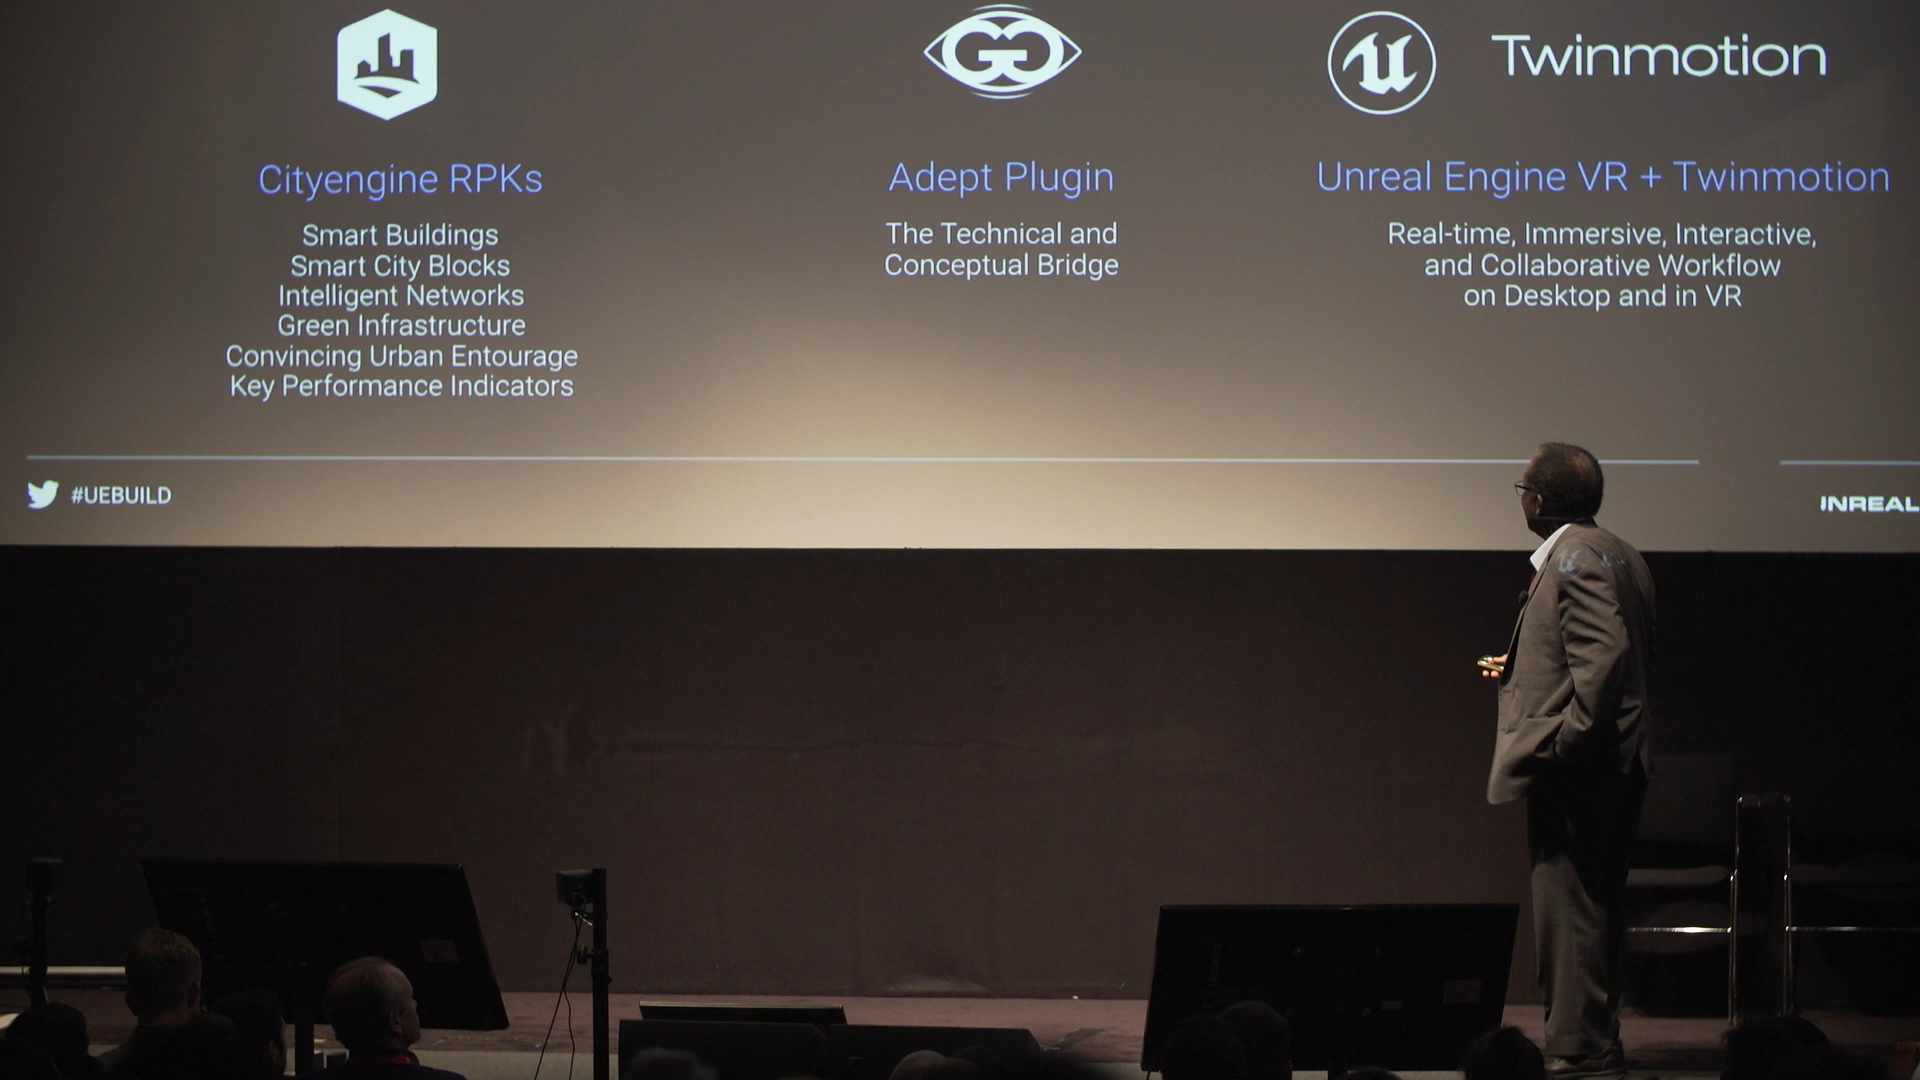 Twinmotion
Cityengine RPKs
Smart Buildings
Smart City Blocks
Intelligent Networks
Green Infrastructure
Convincing Urban Entourage
Key Performance Indicators
Adept Plugin
The Technical and
Conceptual Bridge
Unreal Engine VR + Twinmotion
Real-time, Immersive, Interactive,
and Collaborative Workflow
on Desktop and in VR
#UEBUILD
UNREAL